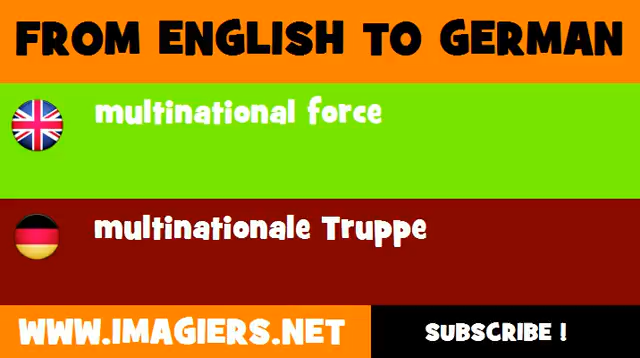 FROM ENGLISH TO GERMAN
multinational force
multinationale Truppe
WWW.IMAGIERS.NET
SUBSCRIBE !